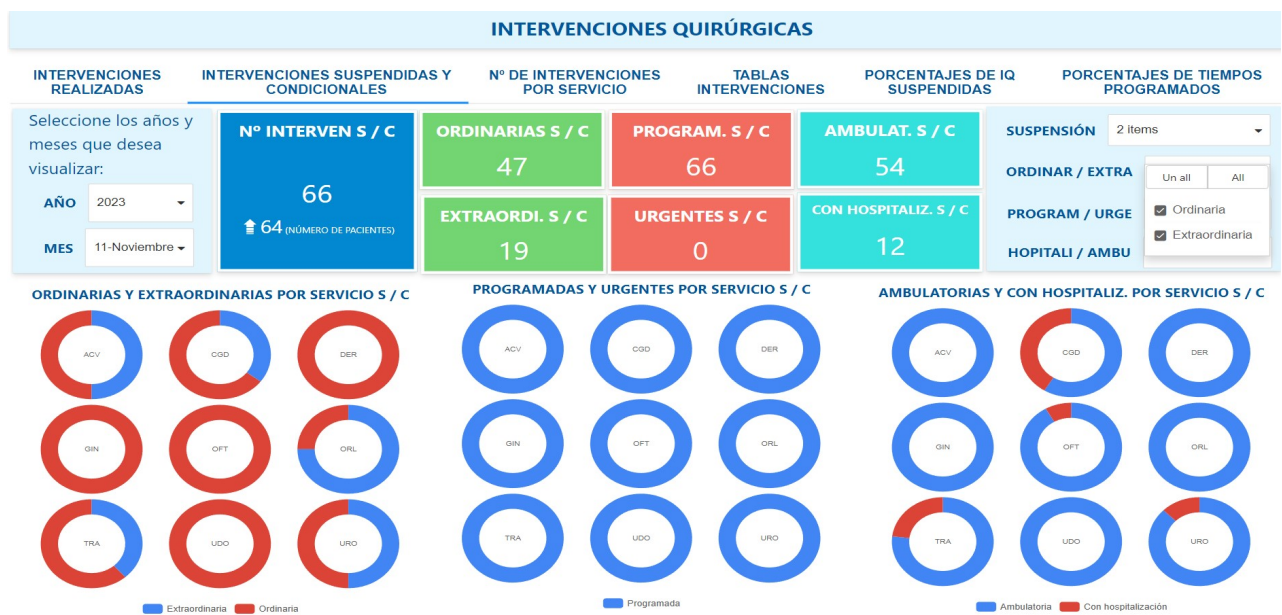 INTERVENCIONES QUIRÚRGICAS
INTERVENCIONES
REALIZADAS
INTERVENCIONES SUSPENDIDAS Y
CONDICIONALES
Nº DE INTERVENCIONES
POR SERVICIO
TABLAS
INTERVENCIONES
PORCENTAJES DE IQ
SUSPENDIDAS
PORCENTAJES DE TIEMPOS
PROGRAMADOS
Seleccione los años y
meses que desea
visualizar:
AÑO 2023
MES 11-Noviembre
Nº INTERVEN S / C
66
64 (NÚMERO DE PACIENTES)
ORDINARIAS S / C
47
EXTRAORDI. S / C
19
PROGRAM. S / C
66
URGENTES S / C
0
AMBULAT. S / C
54
CON HOSPITALIZ. S / C
12
SUSPENSIÓN 2 items
ORDINAR / EXTRA
Un all All
Ordinaria
Extraordinaria
PROGRAM / URGE
HOPITALI / AMBU
ORDINARIAS Y EXTRAORDINARIAS POR SERVICIO S / C
ACV CGD DER
GIN OFT ORL
TRA UDO URO
Extraordinaria Ordinaria
PROGRAMADAS Y URGENTES POR SERVICIO S / C
ACV CGD DER
GIN OFT ORL
TRA UDO URO
Programada
AMBULATORIAS Y CON HOSPITALIZ. POR SERVICIO S / C
ACV CGD DER
GIN OFT ORL
TRA UDO URO
Ambulatoria Con hospitalización